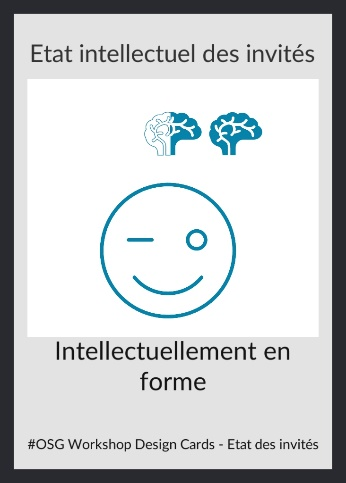 Etat intellectuel des invités
Intellectuellement en
forme
#OSG Workshop Design Cards - Etat des invités